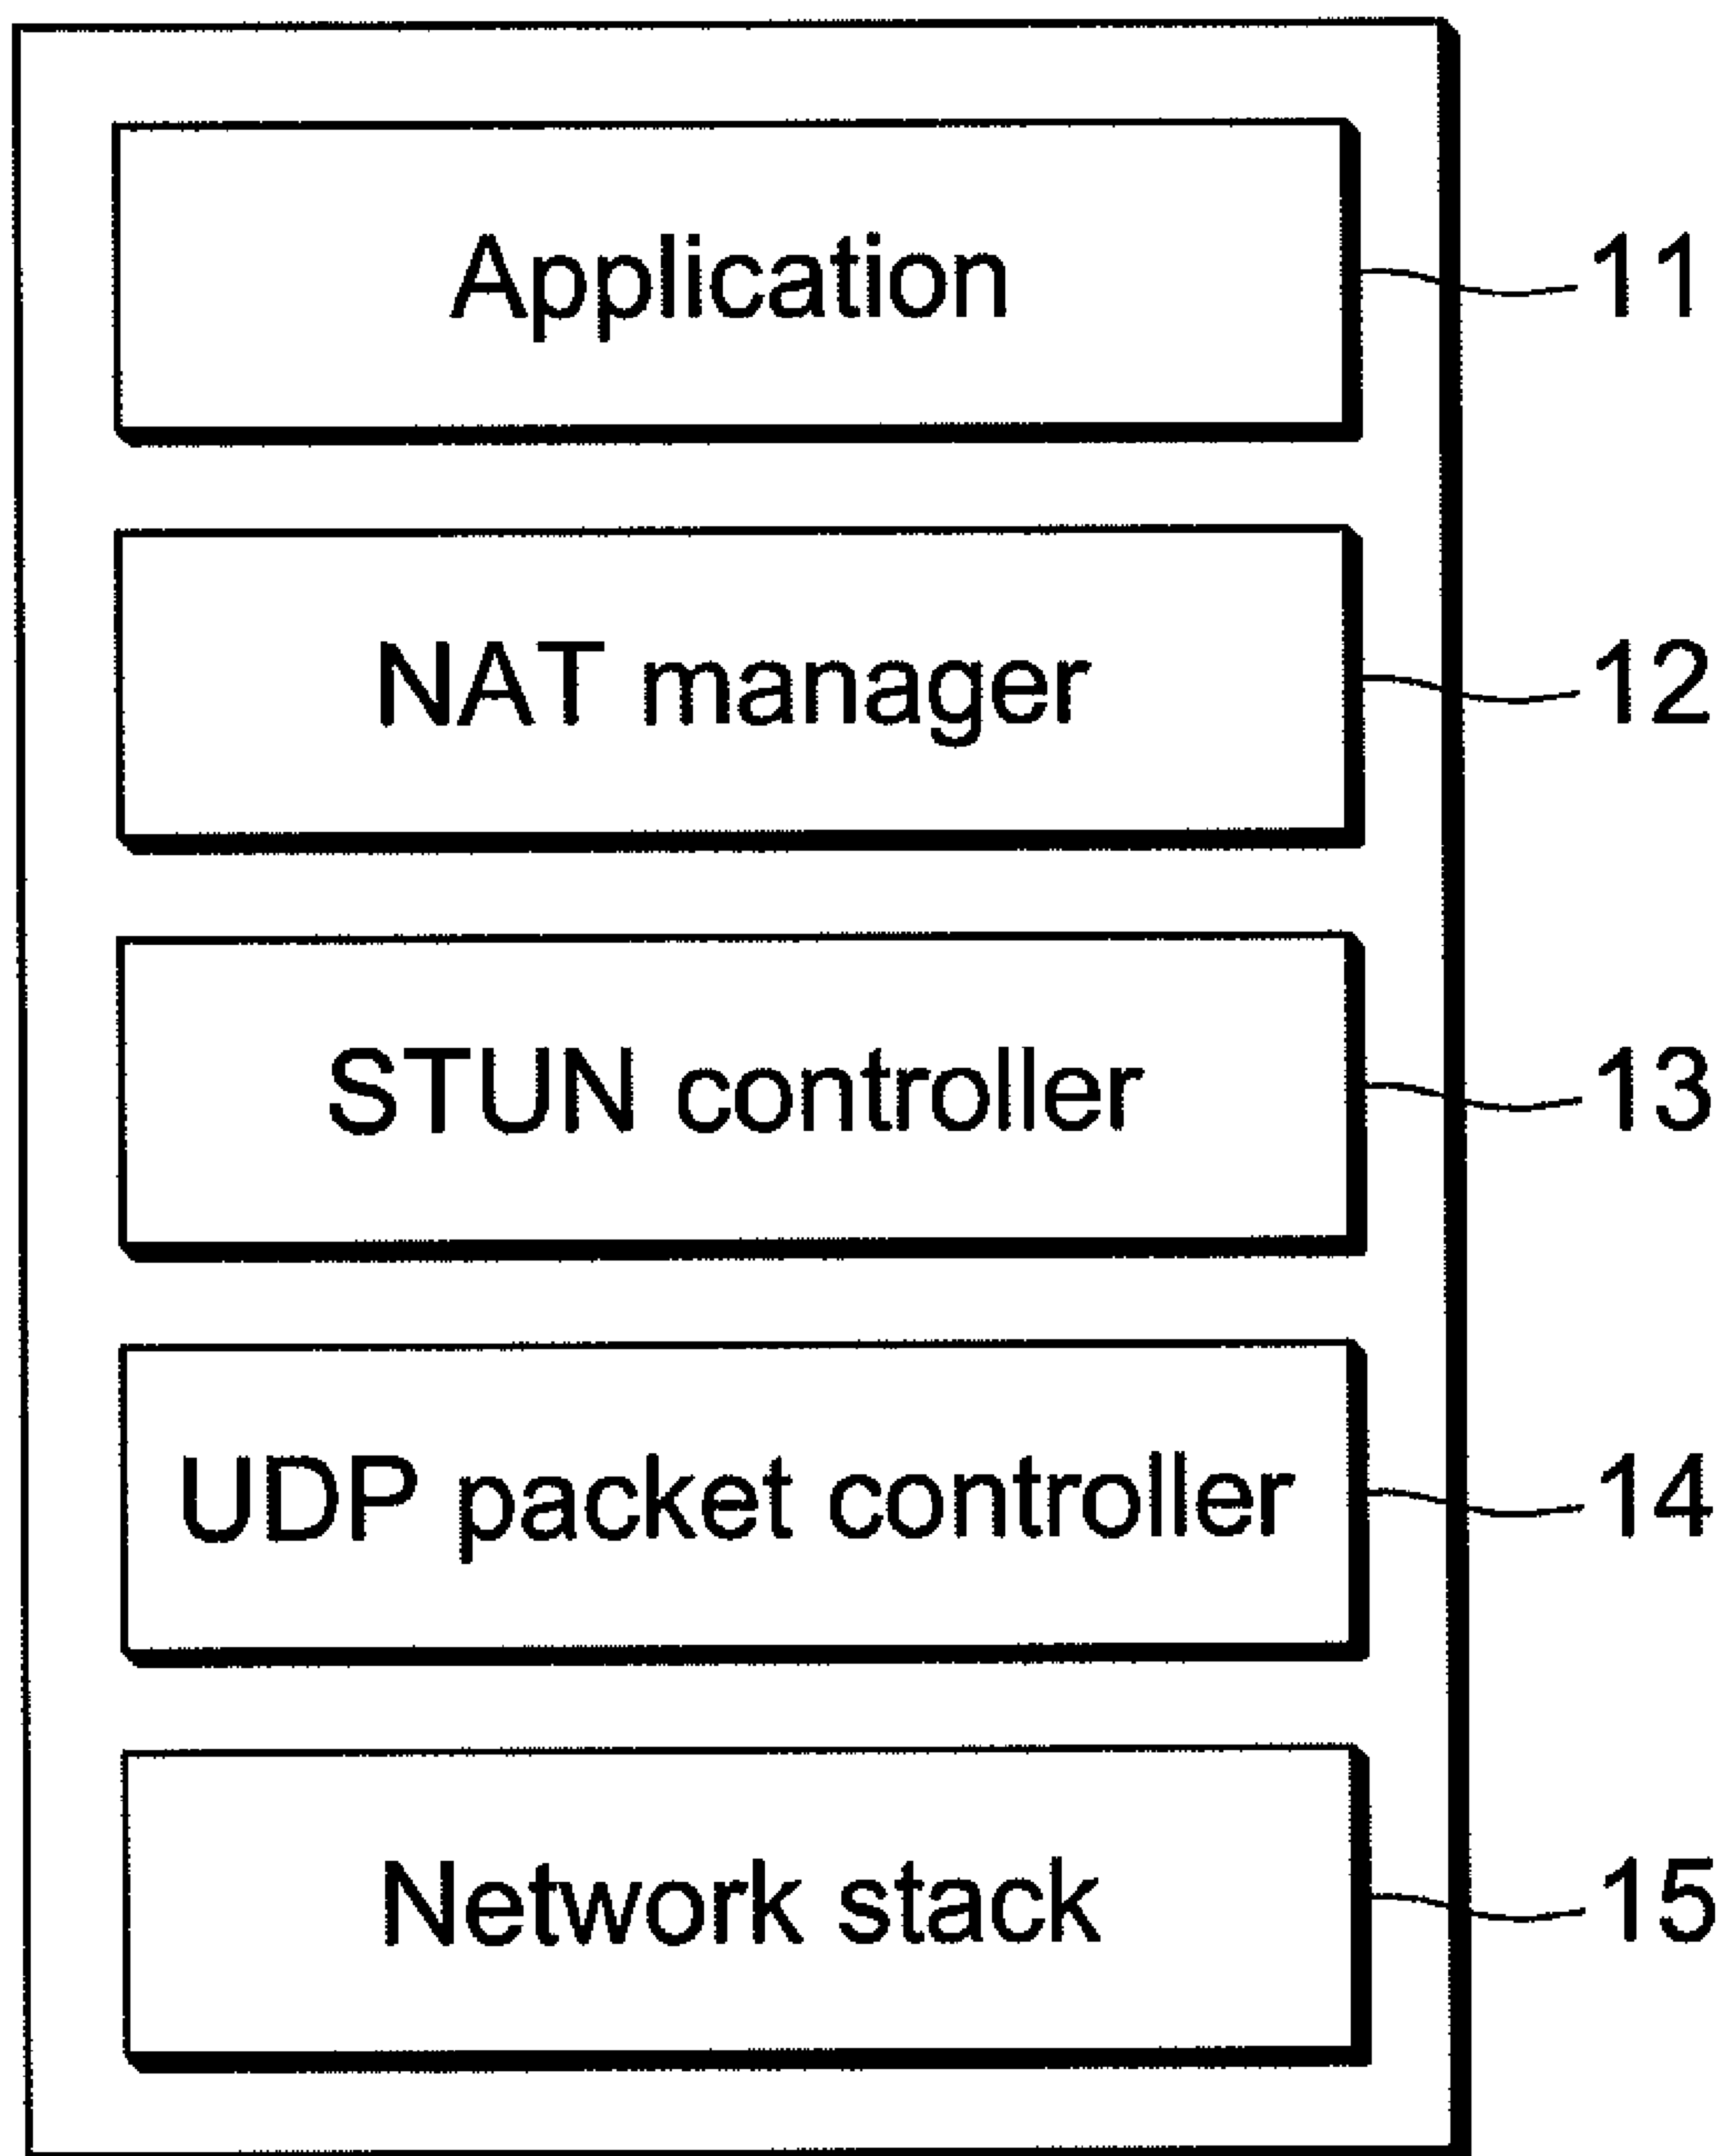 Application 11
NAT manager 12
STUN controller 13
UDP packet controller 14
Network stack 15